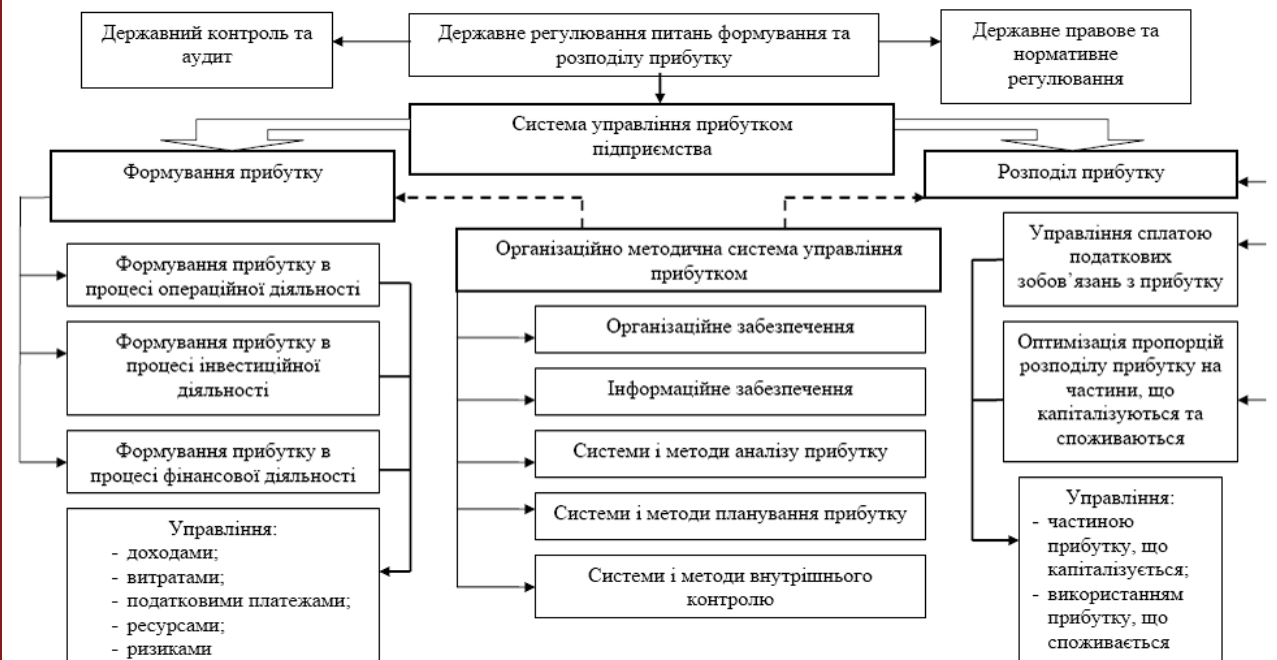 Державний контроль та
аудит
Державне регулювання питань формування та
розподілу прибутку
Державне правове та
нормативне
регулювання
Система управління прибутком
підприємства
Формування прибутку
Розподіл прибутку
Організаційно методична система управління
прибутком
Формування прибутку в
процесі операційної діяльності
Формування прибутку в
процесі інвестиційної
діяльності
Формування прибутку в
процесі фінансової діяльності
Управління:
- доходами;
- витратами;
- податковими платежами;
- ресурсами;
- ризиками
Організаційне забезпечення
Інформаційне забезпечення
Системи і методи аналізу прибутку
Системи і методи планування прибутку
Системи і методи внутрішнього
контролю
Управління сплатою
податкових
зобов’язань з прибутку
Оптимізація пропорцій
розподілу прибутку на
частини, що
капіталізуються та
споживаються
Управління:
- частиною
прибутку, що
капіталізується;
- використанням
прибутку, що
споживається